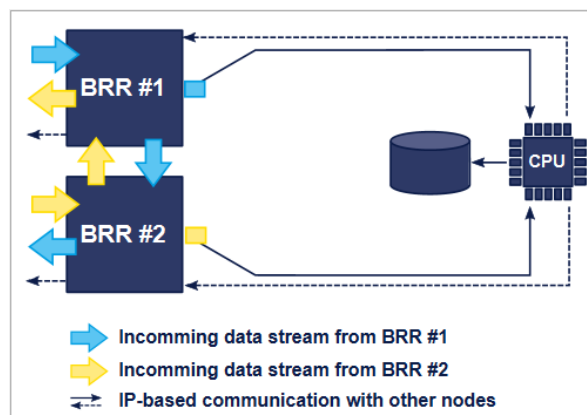 BRR #1
CPU
BRR #2
Incomming data stream from BRR #1
Incomming data stream from BRR #2
IP-based communication with other nodes